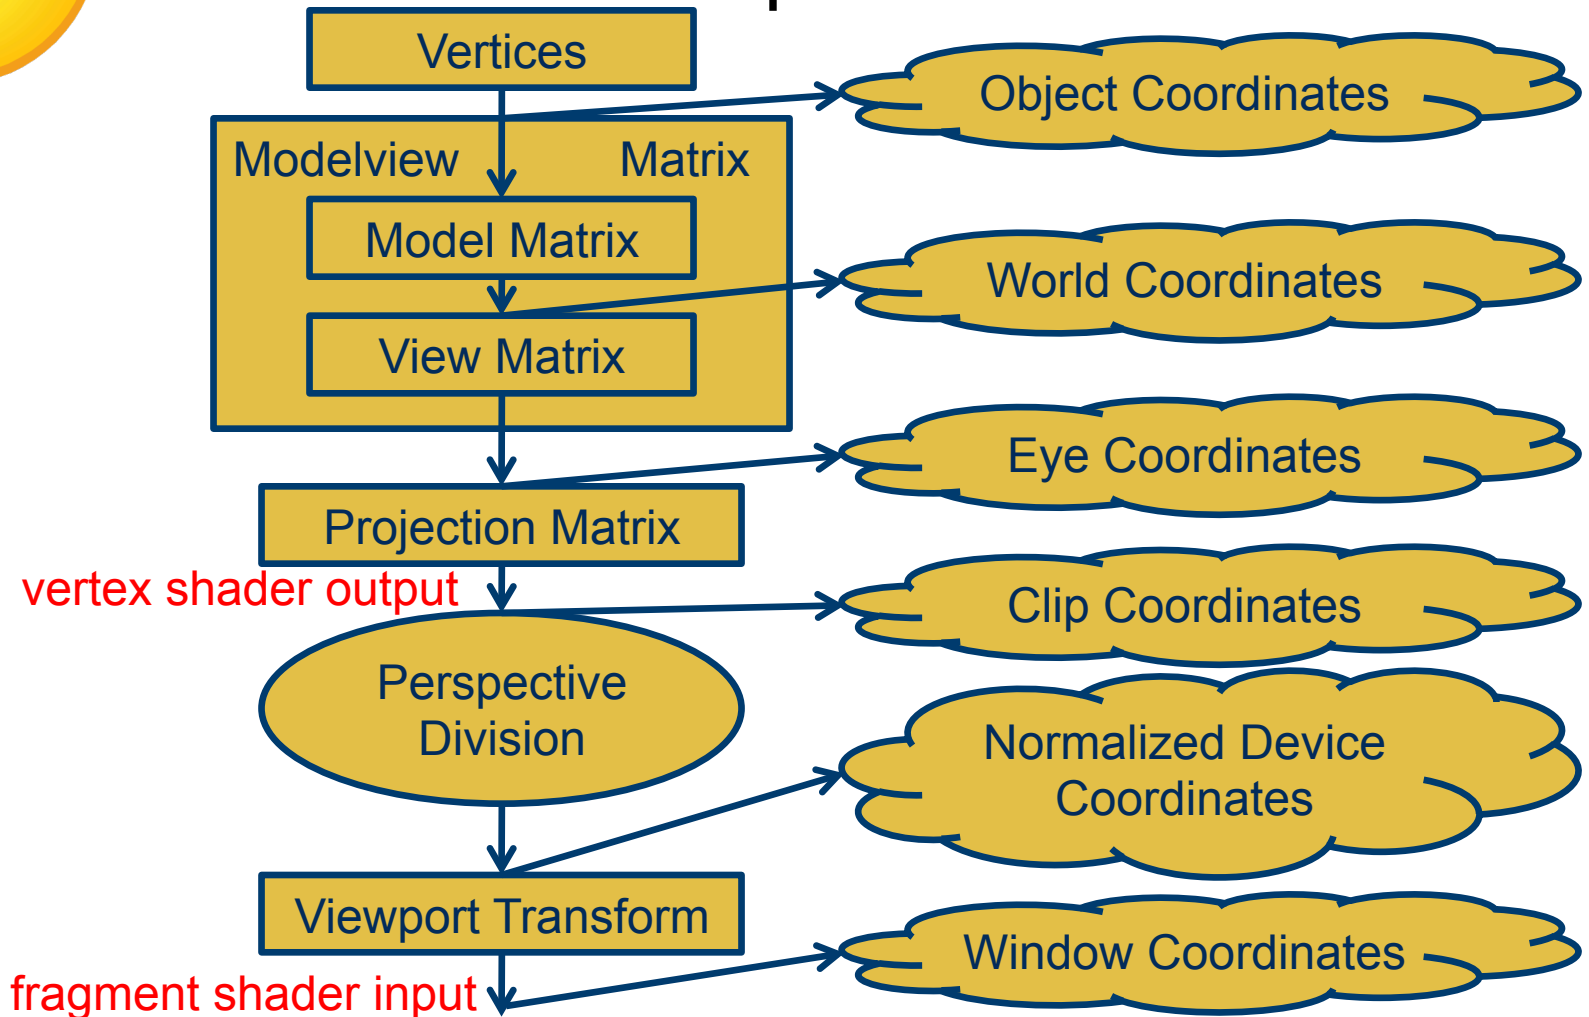 Vertices
Object Coordinates
Modelview Matrix
Model Matrix
World Coordinates
View Matrix
Eye Coordinates
Projection Matrix
vertex shader output
Clip Coordinates
Perspective
Division
Normalized Device
Coordinates
Viewport Transform
Window Coordinates
fragment shader input